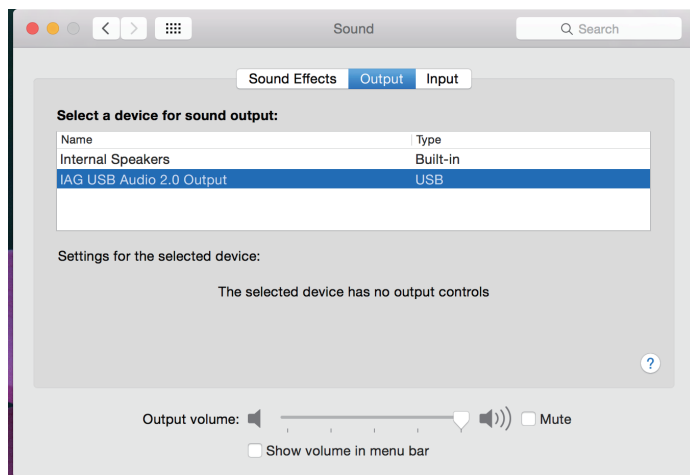 Sound
Search
Sound Effects Output Input
Select a device for sound output:
Name Type
Internal Speakers Built-in
IAG USB Audio 2.0 Output USB
Settings for the selected device:
The selected device has no output controls
?
Output volume: Mute
Show volume in menu bar